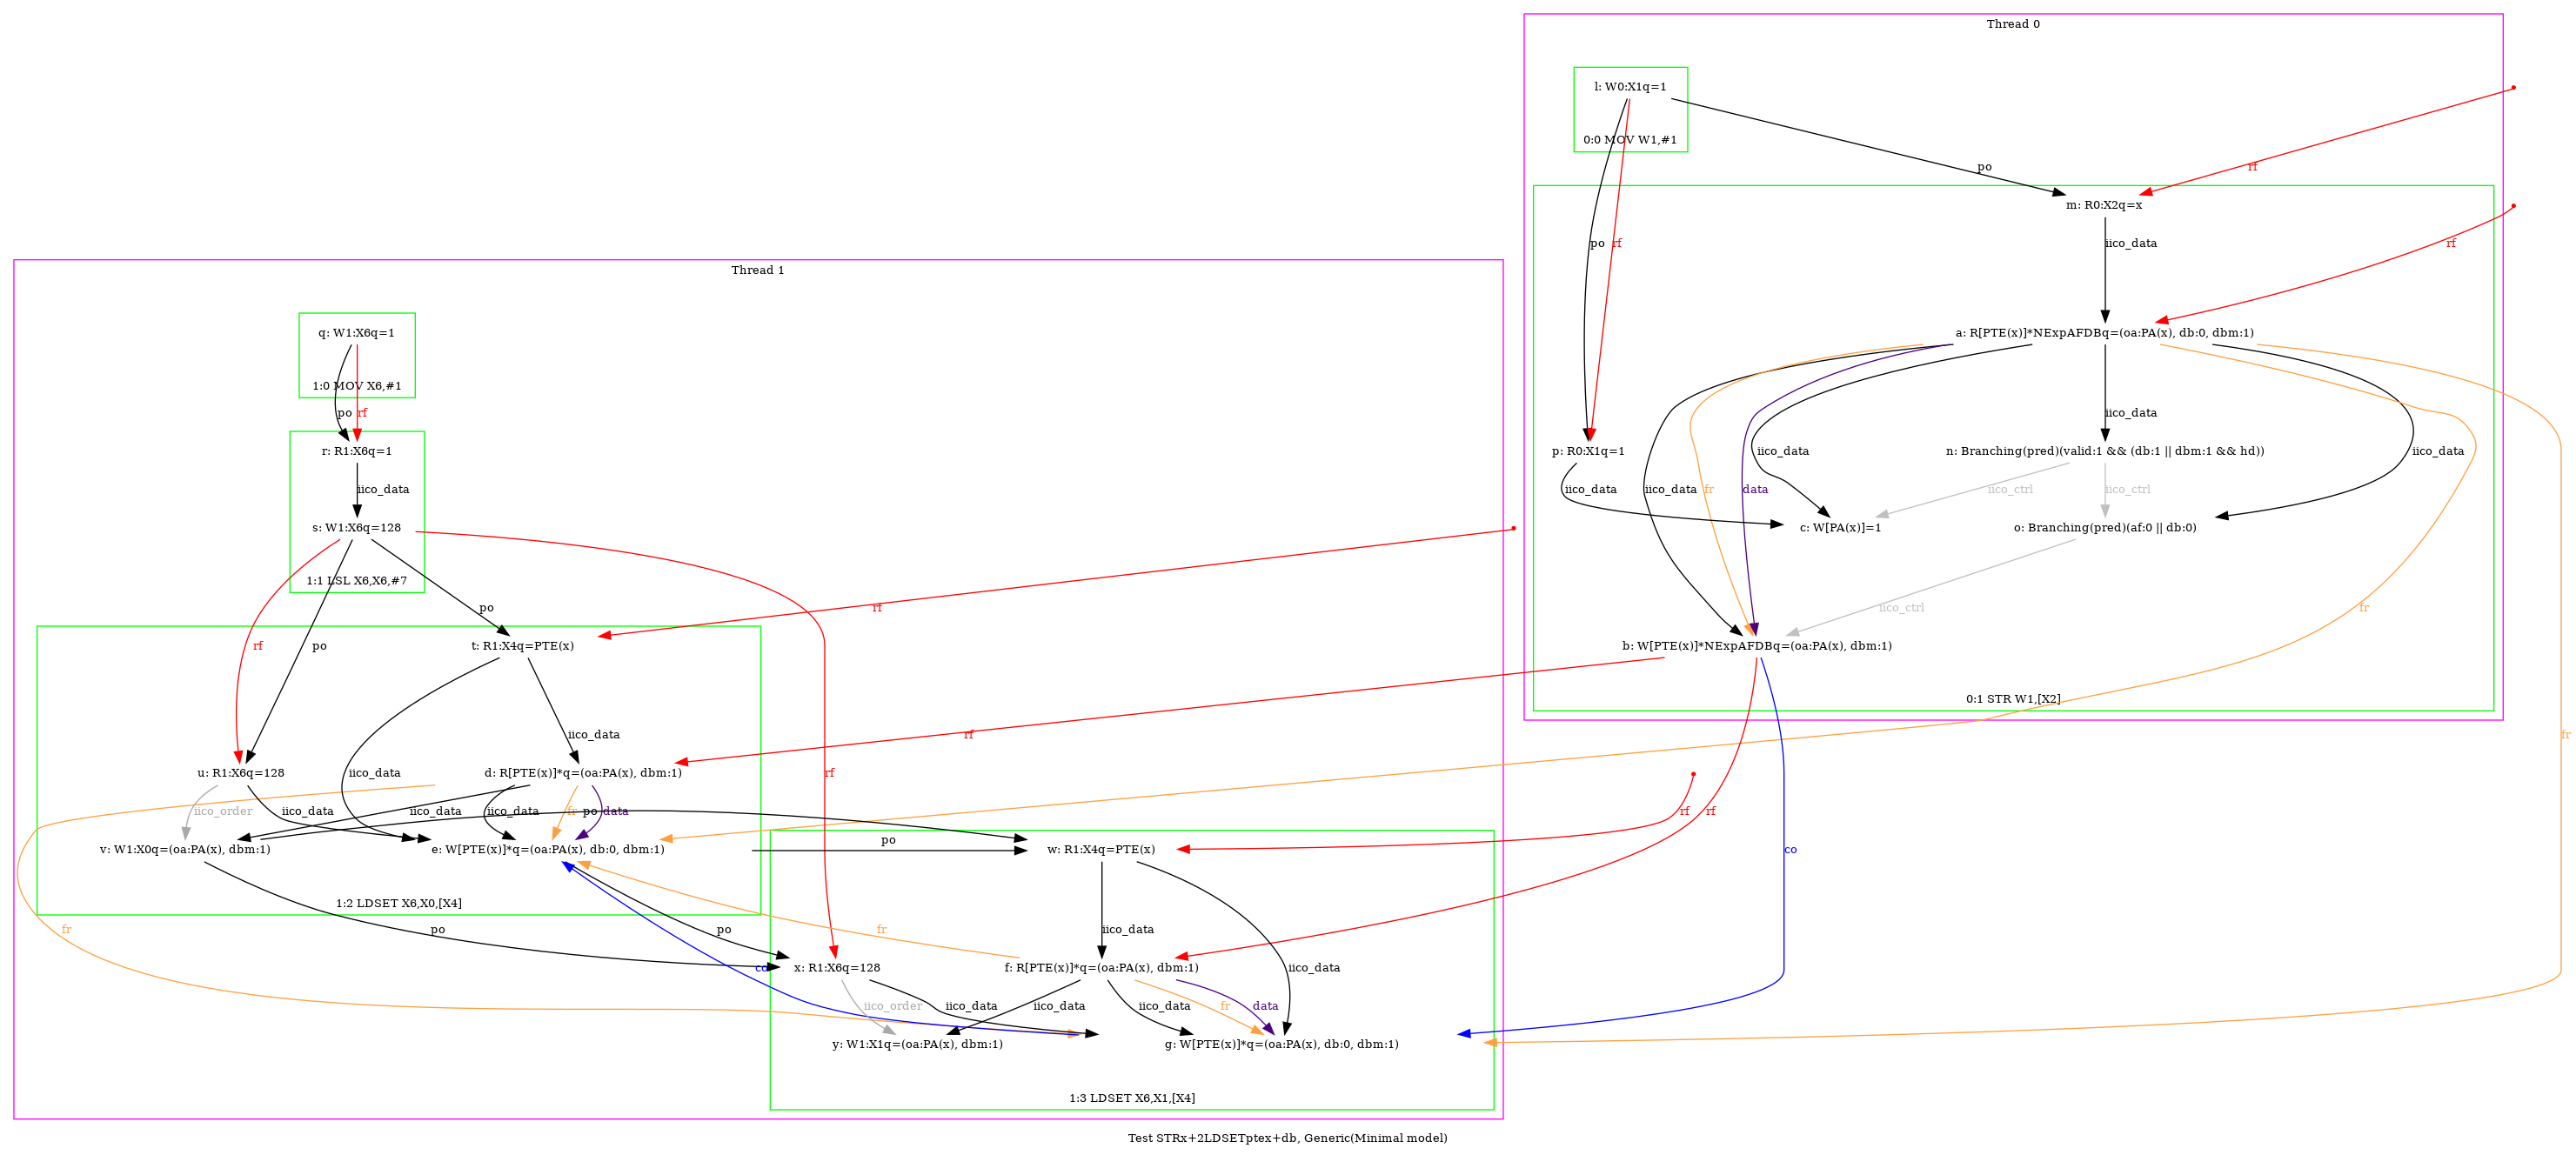 Thread 0
l: W0:X1q=1
0:0 MOV W1,#1
po
rf
m: R0:X2q=x
po
rf
iico_data
rf
Thread 1
q: W1:X6q=1
a: R[PTE(x)]*NExpAFDBq=(oa:PA(x), db:0, dbm:1)
1:0 MOV X6,#1
po
rf
iico_data
r: R1:X6q=1
p: R0:X1q=1
iico_data
n: Branching(pred)(valid:1 && (db:1 || dbm:1 && hd))
iico_data
iico_data
iico_data
iico_data
fr
data
iico_ctrl
iico_ctrl
s: W1:X6q=128
c: W[PA(x)]=1
o: Branching(pred)(af:0 || db:0)
1:1 LSL X6,X6,#7
po
rf
iico_ctrl
fr
rf
po
t: R1:X4q=PTE(x)
b: W[PTE(x)]*NExpAFDBq=(oa:PA(x), dbm:1)
0:1 STR W1,[X2]
iico_data
rf
fr
iico_data
u: R1:X6q=128
d: R[PTE(x)]*q=(oa:PA(x), dbm:1)
rf
iico_order
iico_data
iico_data
iico_data
fr
po
data
rf
rf
po
v: W1:X0q=(oa:PA(x), dbm:1)
e: W[PTE(x)]*q=(oa:PA(x), db:0, dbm:1)
w: R1:X4q=PTE(x)
co
1:2 LDSET X6,X0,[X4]
fr
po
po
fr
iico_data
co
x: R1:X6q=128
f: R[PTE(x)]*q=(oa:PA(x), dbm:1)
iico_data
iico_order
iico_data
iico_data
iico_data
fr
data
y: W1:X1q=(oa:PA(x), dbm:1)
g: W[PTE(x)]*q=(oa:PA(x), db:0, dbm:1)
1:3 LDSET X6,X1,[X4]
Test STRx+2LDSETptex+db, Generic(Minimal model)